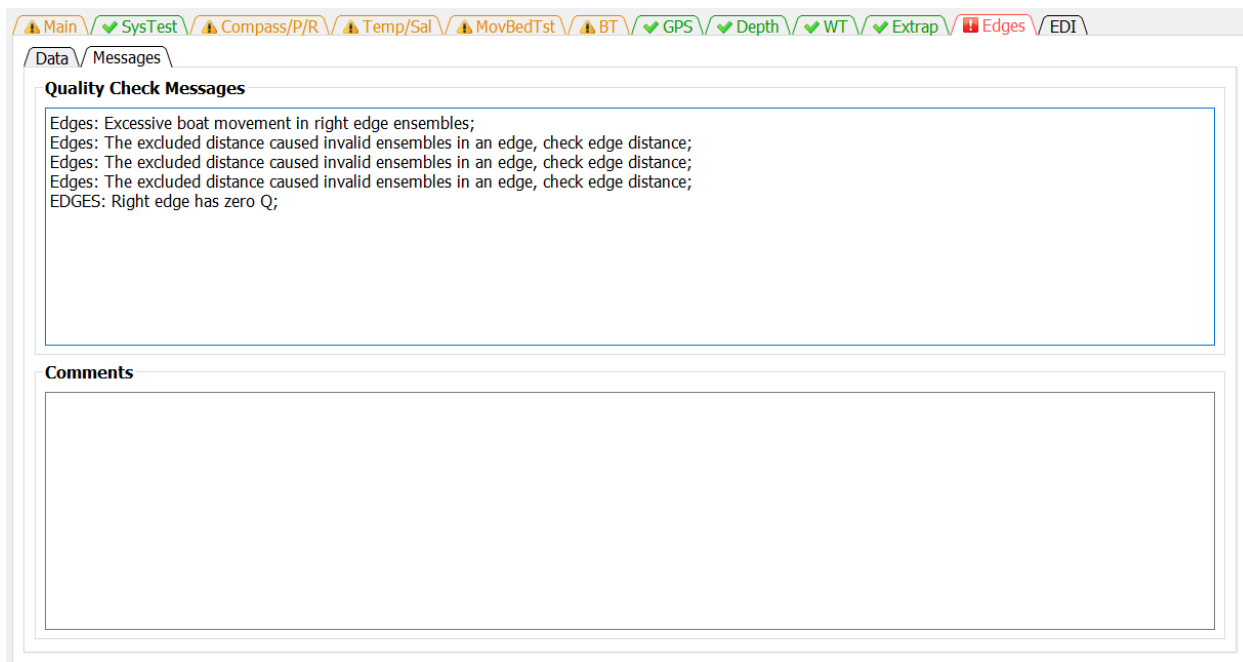 Main SysTest Compass/P/R Temp/Sal MovBedTst BT GPS Depth WT Extrap Edges EDI
Data Messages
Quality Check Messages
Edges: Excessive boat movement in right edge ensembles;
Edges: The excluded distance caused invalid ensembles in an edge, check edge distance;
Edges: The excluded distance caused invalid ensembles in an edge, check edge distance;
Edges: The excluded distance caused invalid ensembles in an edge, check edge distance;
EDGES: Right edge has zero Q;
Comments